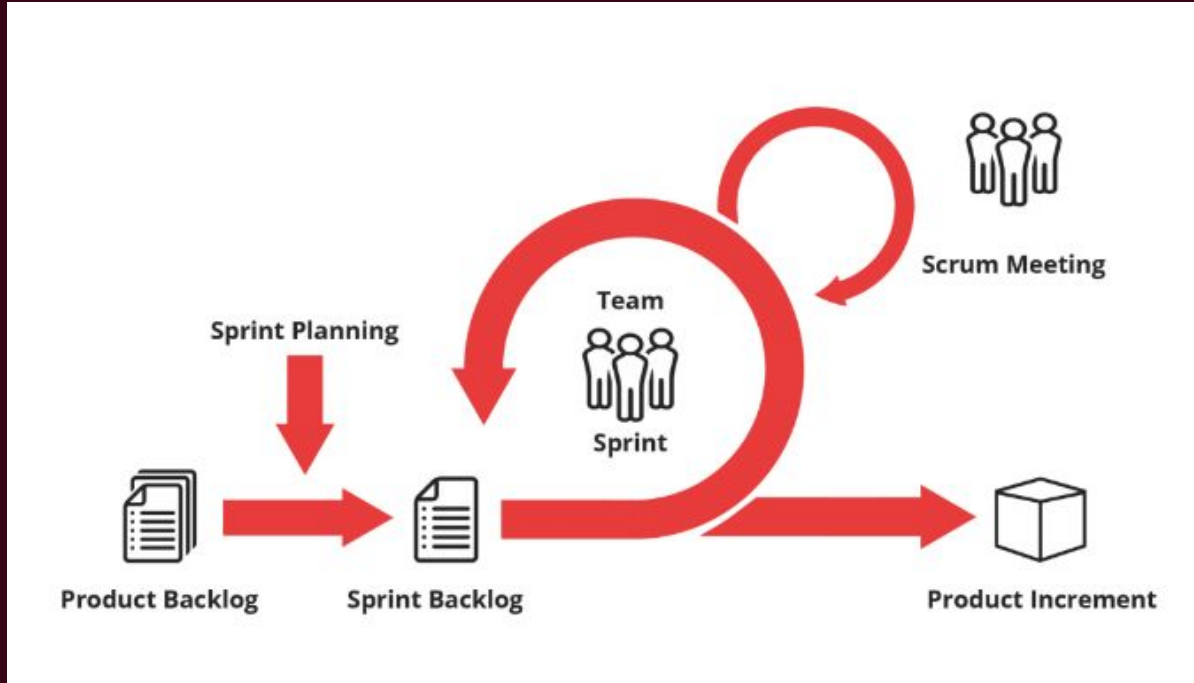 Scrum Meeting
Team
Sprint Planning
Sprint
Product Backlog
Sprint Backlog
Product Increment